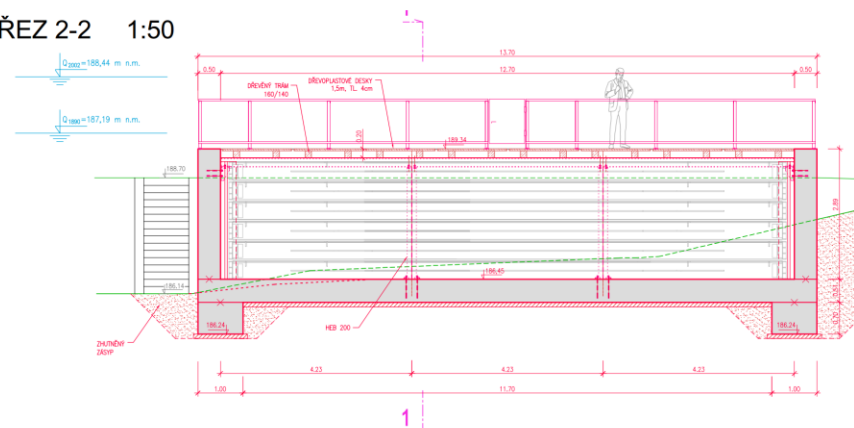 ŘEZ 2-2 1:50
1
13.70
0.50
12.70
0.50
Q2002=188,44 m n.m.
DŘEVĚNÝ TRÁM
160/140
DŘEVOPLASTOVÉ DESKY
1,5m, TL. 4cm
Q1890=187,19 m n.m.
0.20
189.34
188.70
2.89
186.45
186.14
0.51
0.70
186.24
HEB 200
186.24
ZHUTNĚNÝ
ZÁSYP
4.23
4.23
4.23
1.00
11.70
1.00
1